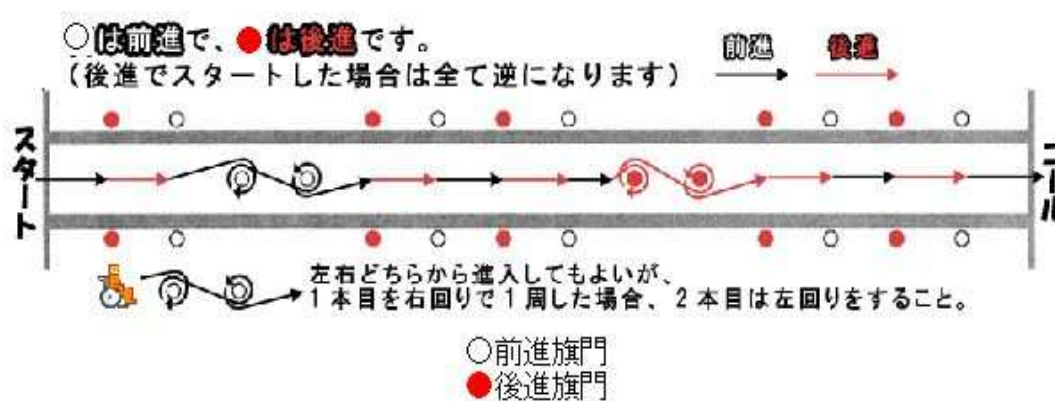 ○は前進で、●は後進です。
(後進でスタートした場合は全て逆になります)
前進
後進
スタート
ゴール
左右どちらから進入してもよいが、
1本目を右回りで1周した場合、2本目は左回りをすること。
○前進旗門
●後進旗門